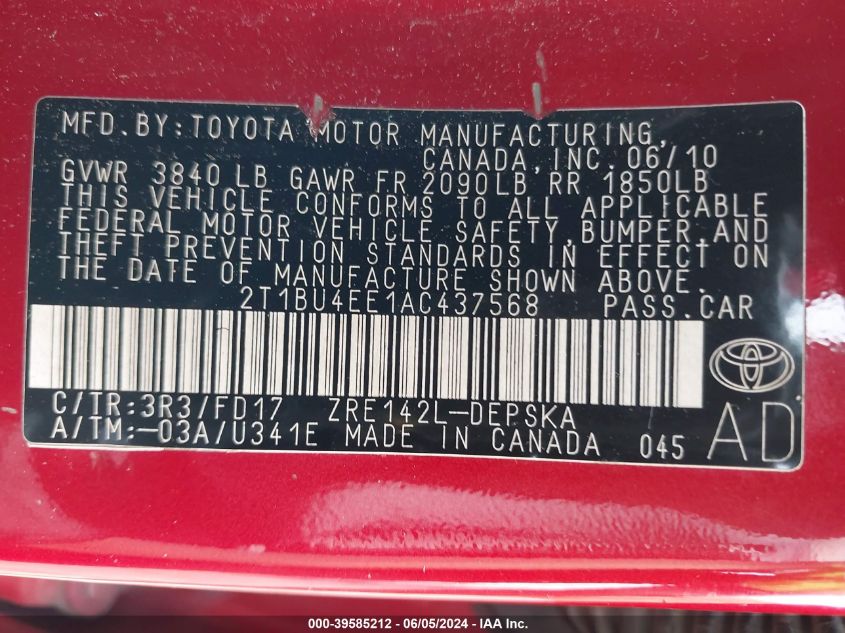 MFD.BY:TOYOTA MOTOR MANUFACTURING,
CANADA, INC. 06/10
GVWR 3840 LB GAWR FR 2090LB RR 1850LB
THIS VEHICLE CONFORMS TO ALL APPLICABLE
FEDERAL MOTOR VEHICLE SAFETY, BUMPER, AND
THEFT PREVENTION STANDARDS IN EFFECT ON
THE DATE OF MANUFACTURE SHOWN ABOVE.
2T1BU4EE1AC437568 PASS.CAR
C/TR:3R3/FD17 ZRE142L-DEPSKA
A/TM:-03A/U341E MADE IN CANADA 045 AD
000-39585212 - 06/05/2024 - IAA Inc.